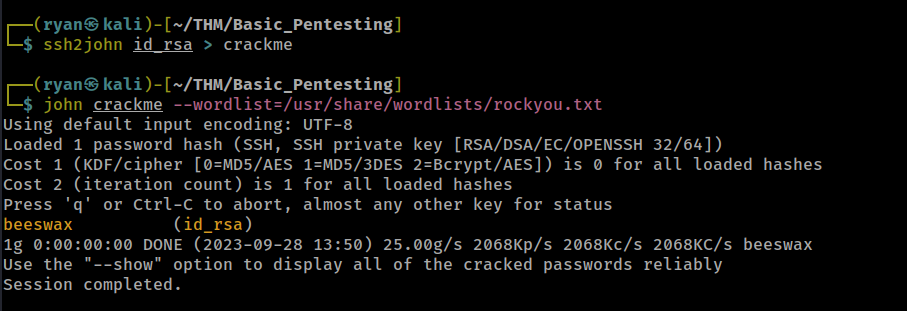 ┌──(ryan㉿kali)-[~/THM/Basic_Pentesting]
└─$ ssh2john id_rsa > crackme
┌──(ryan㉿kali)-[~/THM/Basic_Pentesting]
└─$ john crackme --wordlist=/usr/share/wordlists/rockyou.txt
Using default input encoding: UTF-8
Loaded 1 password hash (SSH, SSH private key [RSA/DSA/EC/OPENSSH 32/64])
Cost 1 (KDF/cipher [0=MD5/AES 1=MD5/3DES 2=Bcrypt/AES]) is 0 for all loaded hashes
Cost 2 (iteration count) is 1 for all loaded hashes
Press 'q' or Ctrl-C to abort, almost any other key for status
beeswax          (id_rsa)
1g 0:00:00:00 DONE (2023-09-28 13:50) 25.00g/s 2068Kp/s 2068Kc/s 2068KC/s beeswax
Use the "--show" option to display all of the cracked passwords reliably
Session completed.